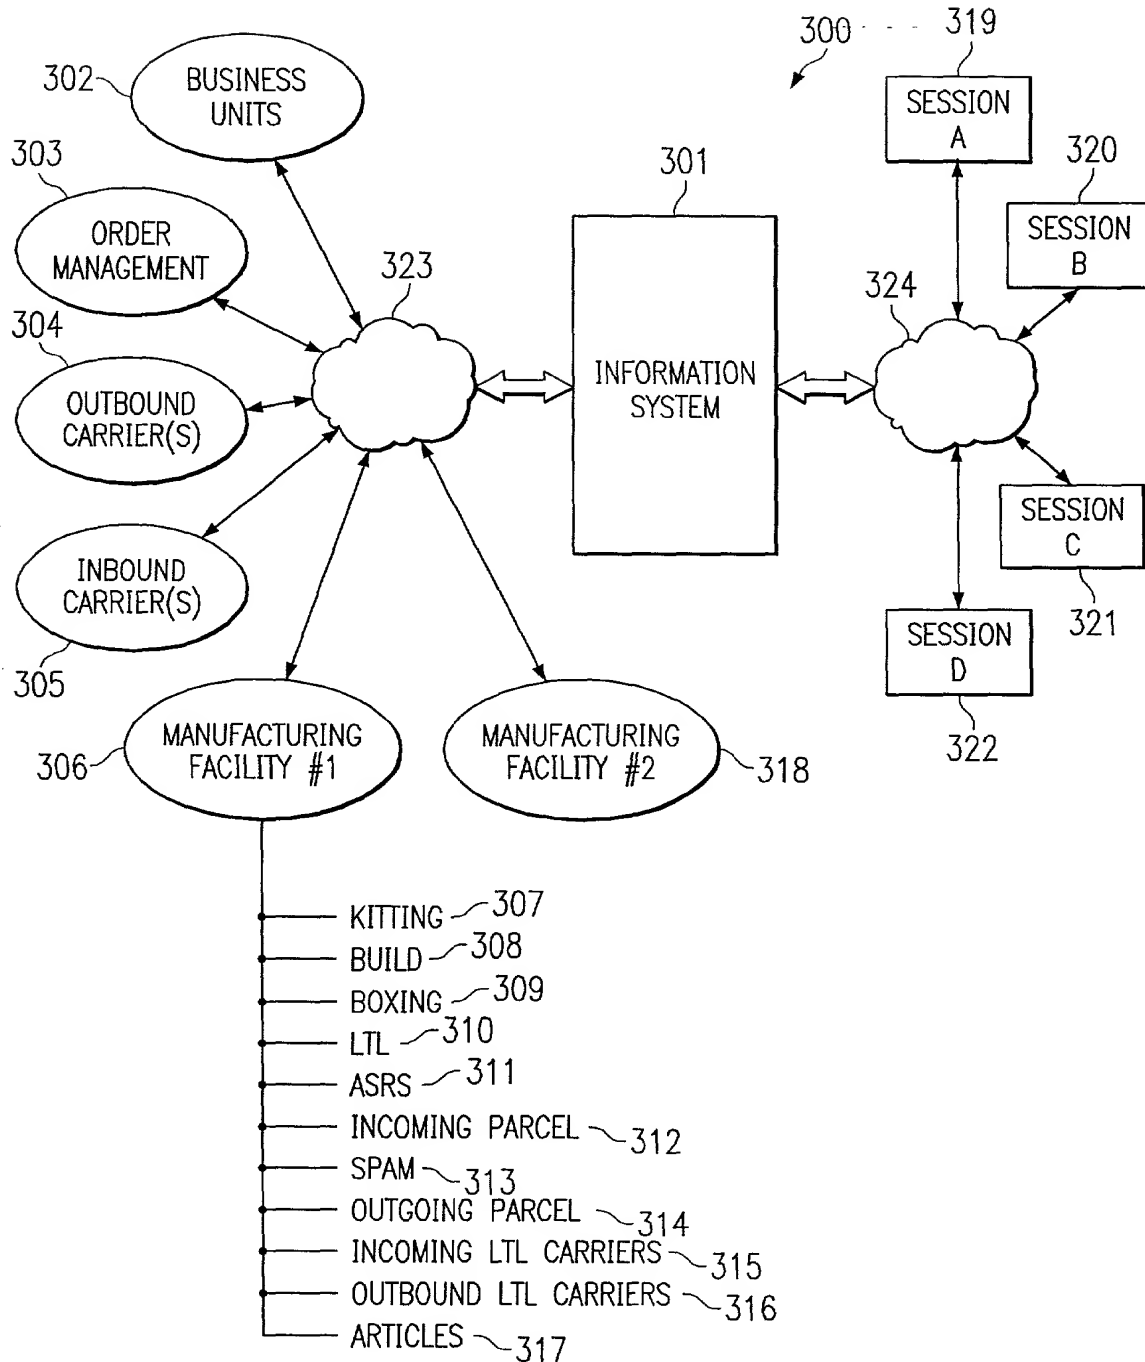 300
319
302
BUSINESS
UNITS
SESSION
A
303
301
320
ORDER
MANAGEMENT
SESSION
B
323
324
304
OUTBOUND
CARRIER(S)
INFORMATION
SYSTEM
INBOUND
CARRIER(S)
SESSION
C
321
305
SESSION
D
322
306
MANUFACTURING
FACILITY #1
MANUFACTURING
FACILITY #2
318
KITTING 307
BUILD 308
BOXING 309
LTL 310
ASRS 311
INCOMING PARCEL 312
SPAM 313
OUTGOING PARCEL 314
INCOMING LTL CARRIERS 315
OUTBOUND LTL CARRIERS 316
ARTICLES 317